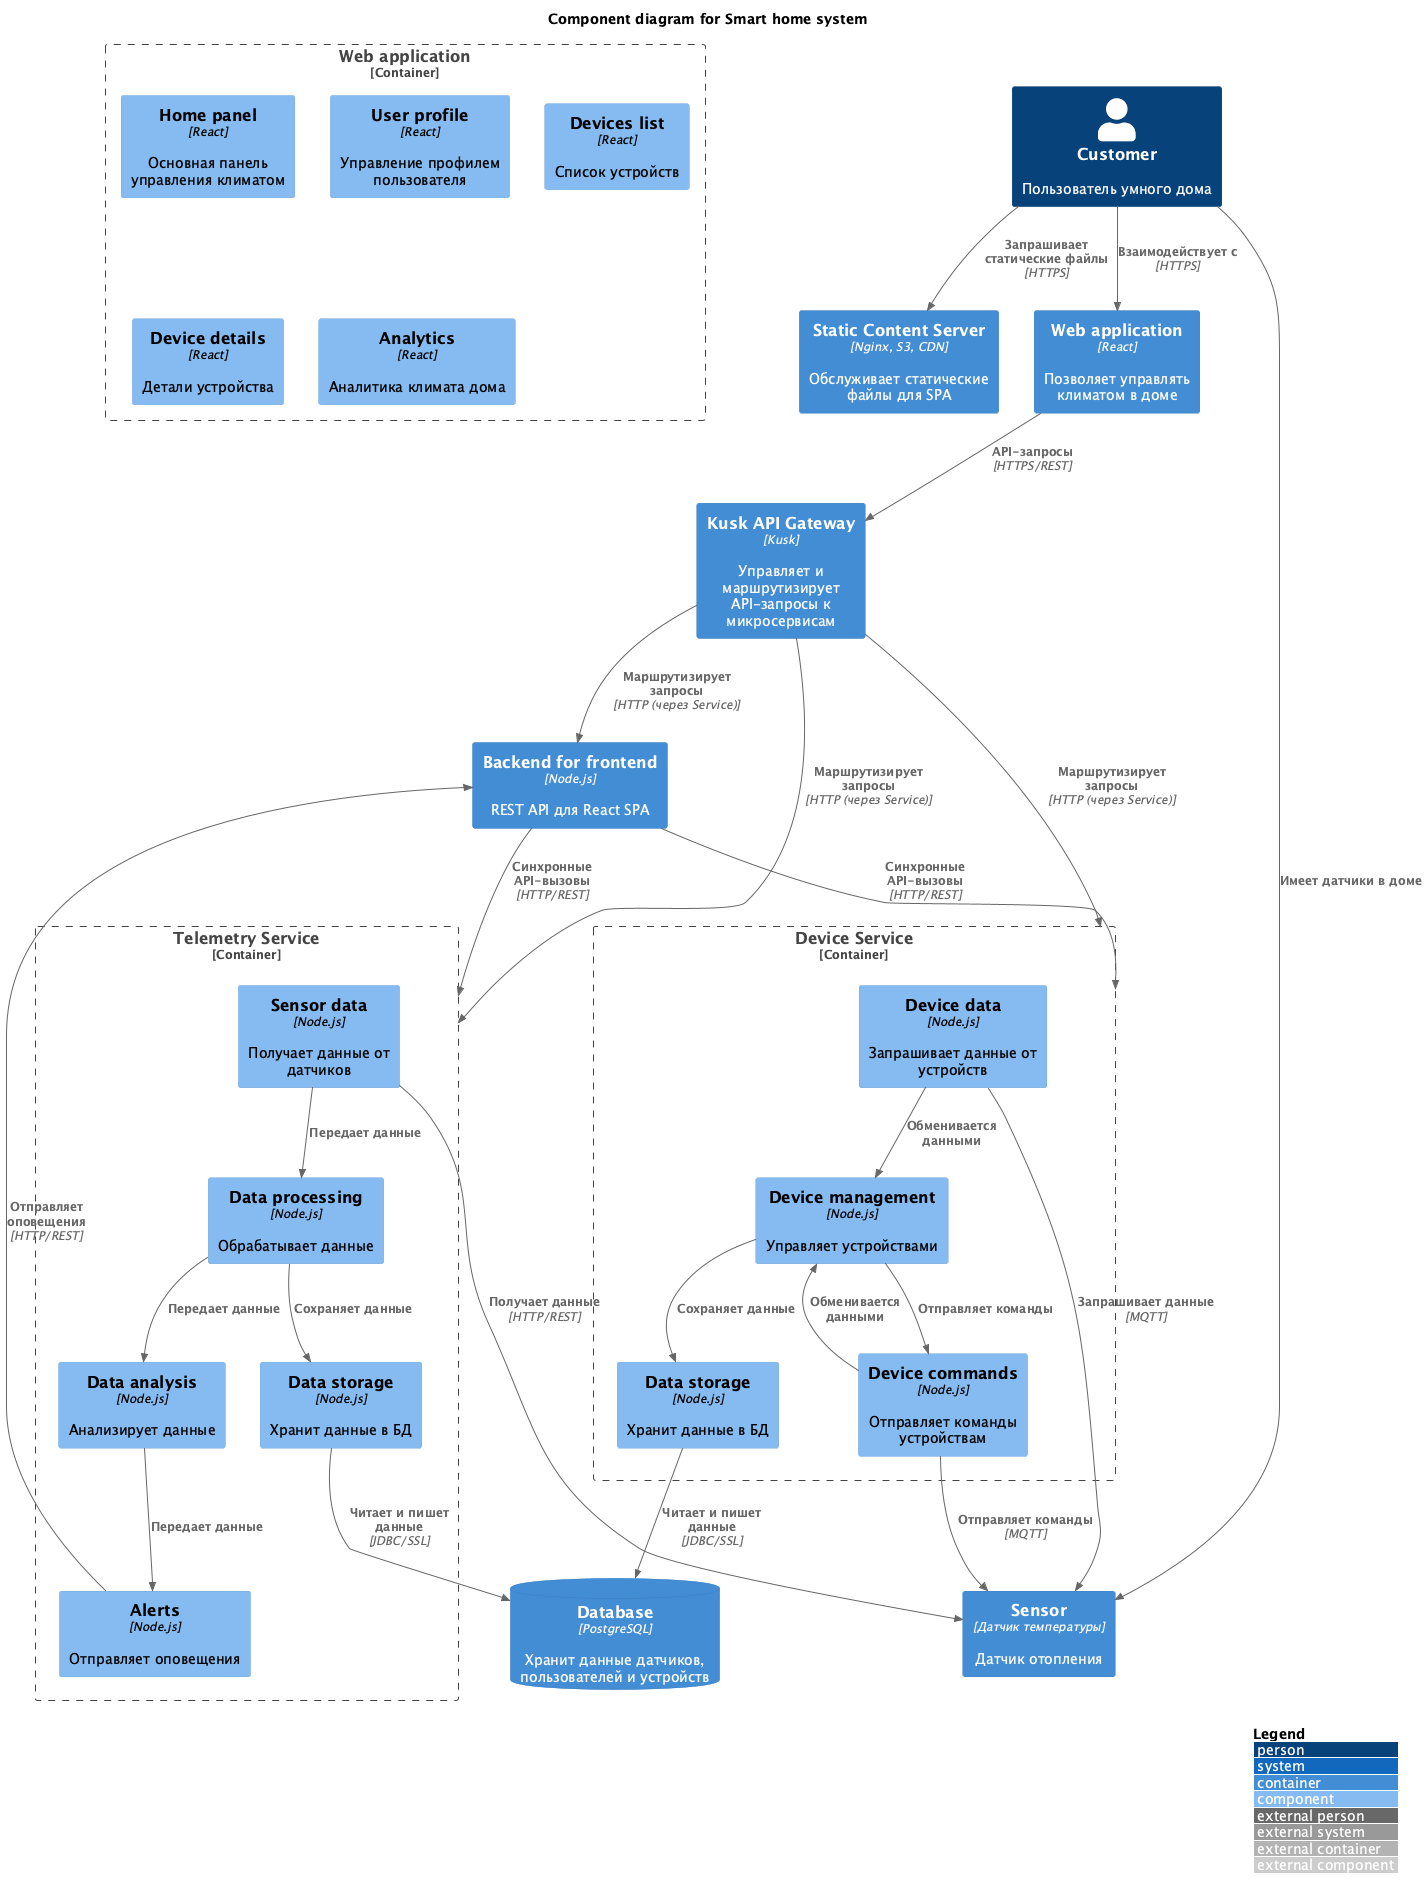 Component diagram for Smart home system
Web application
[Container]
Home panel
[React]
Основная панель
управления климатом
User profile
[React]
Управление профилем
пользователя
Devices list
[React]
Список устройств
Device details
[React]
Детали устройства
Analytics
[React]
Аналитика климата дома
Customer
Пользователь умного дома
Запрашивает
статические файлы
[HTTPS]
Взаимодействует с
[HTTPS]
Static Content Server
[Nginx, S3, CDN]
Обслуживает статические
файлы для SPA
Web application
[React]
Позволяет управлять
климатом в доме
API-запросы
[HTTPS/REST]
Kusk API Gateway
[Kusk]
Управляет и
маршрутизирует
API-запросы к
микросервисам
Маршрутизирует
запросы
[HTTP (через Service)]
Backend for frontend
[Node.js]
REST API для React SPA
Маршрутизирует
запросы
[HTTP (через Service)]
Маршрутизирует
запросы
[HTTP (через Service)]
Синхронные
API-вызовы
[HTTP/REST]
Синхронные
API-вызовы
[HTTP/REST]
Имеет датчики в доме
Telemetry Service
[Container]
Sensor data
[Node.js]
Получает данные от
датчиков
Передает данные
Data processing
[Node.js]
Обрабатывает данные
Отправляет
оповещения
[HTTP/REST]
Передает данные
Сохраняет данные
Data analysis
[Node.js]
Анализирует данные
Data storage
[Node.js]
Хранит данные в БД
Передает данные
Читает и пишет
данные
[JDBC/SSL]
Alerts
[Node.js]
Отправляет оповещения
Получает данные
[HTTP/REST]
Device Service
[Container]
Device data
[Node.js]
Запрашивает данные от
устройств
Обменивается
данными
Device management
[Node.js]
Управляет устройствами
Сохраняет данные
Обменивается
данными
Отправляет команды
Запрашивает данные
[MQTT]
Data storage
[Node.js]
Хранит данные в БД
Device commands
[Node.js]
Отправляет команды
устройствам
Читает и пишет
данные
[JDBC/SSL]
Отправляет команды
[MQTT]
Database
[PostgreSQL]
Хранит данные датчиков,
пользователей и устройств
Sensor
[Датчик температуры]
Датчик отопления
Legend
person
system
container
component
external person
external system
external container
external component